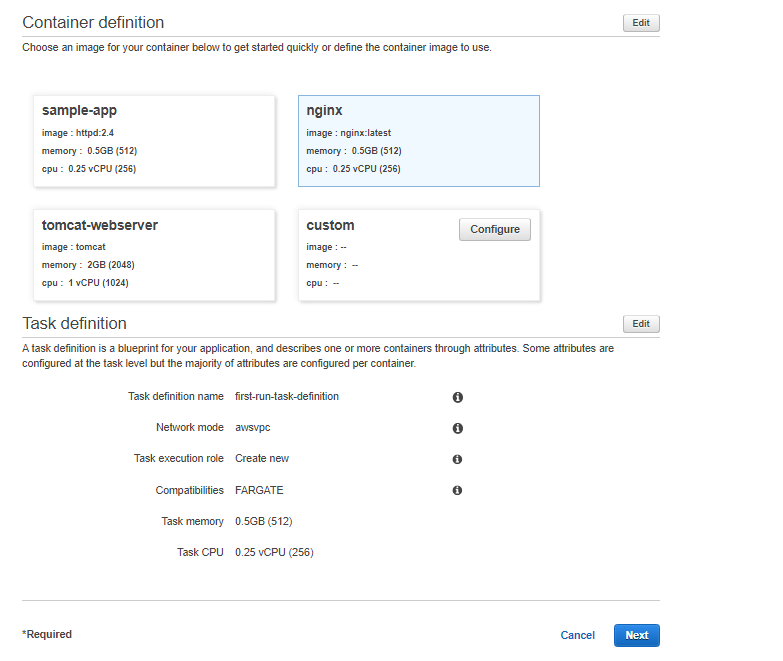 Container definition
Edit
Choose an image for your container below to get started quickly or define the container image to use.
sample-app
image : httpd:2.4
memory : 0.5GB (512)
cpu : 0.25 vCPU (256)
nginx
image : nginx:latest
memory : 0.5GB (512)
cpu : 0.25 vCPU (256)
tomcat-webserver
image : tomcat
memory : 2GB (2048)
cpu : 1 vCPU (1024)
custom
Configure
image : --
memory : --
cpu : --
Task definition
Edit
A task definition is a blueprint for your application, and describes one or more containers through attributes. Some attributes are
configured at the task level but the majority of attributes are configured per container.
Task definition name first-run-task-definition
Network mode awsvpc
Task execution role Create new
Compatibilities FARGATE
Task memory 0.5GB (512)
Task CPU 0.25 vCPU (256)
*Required
Cancel
Next